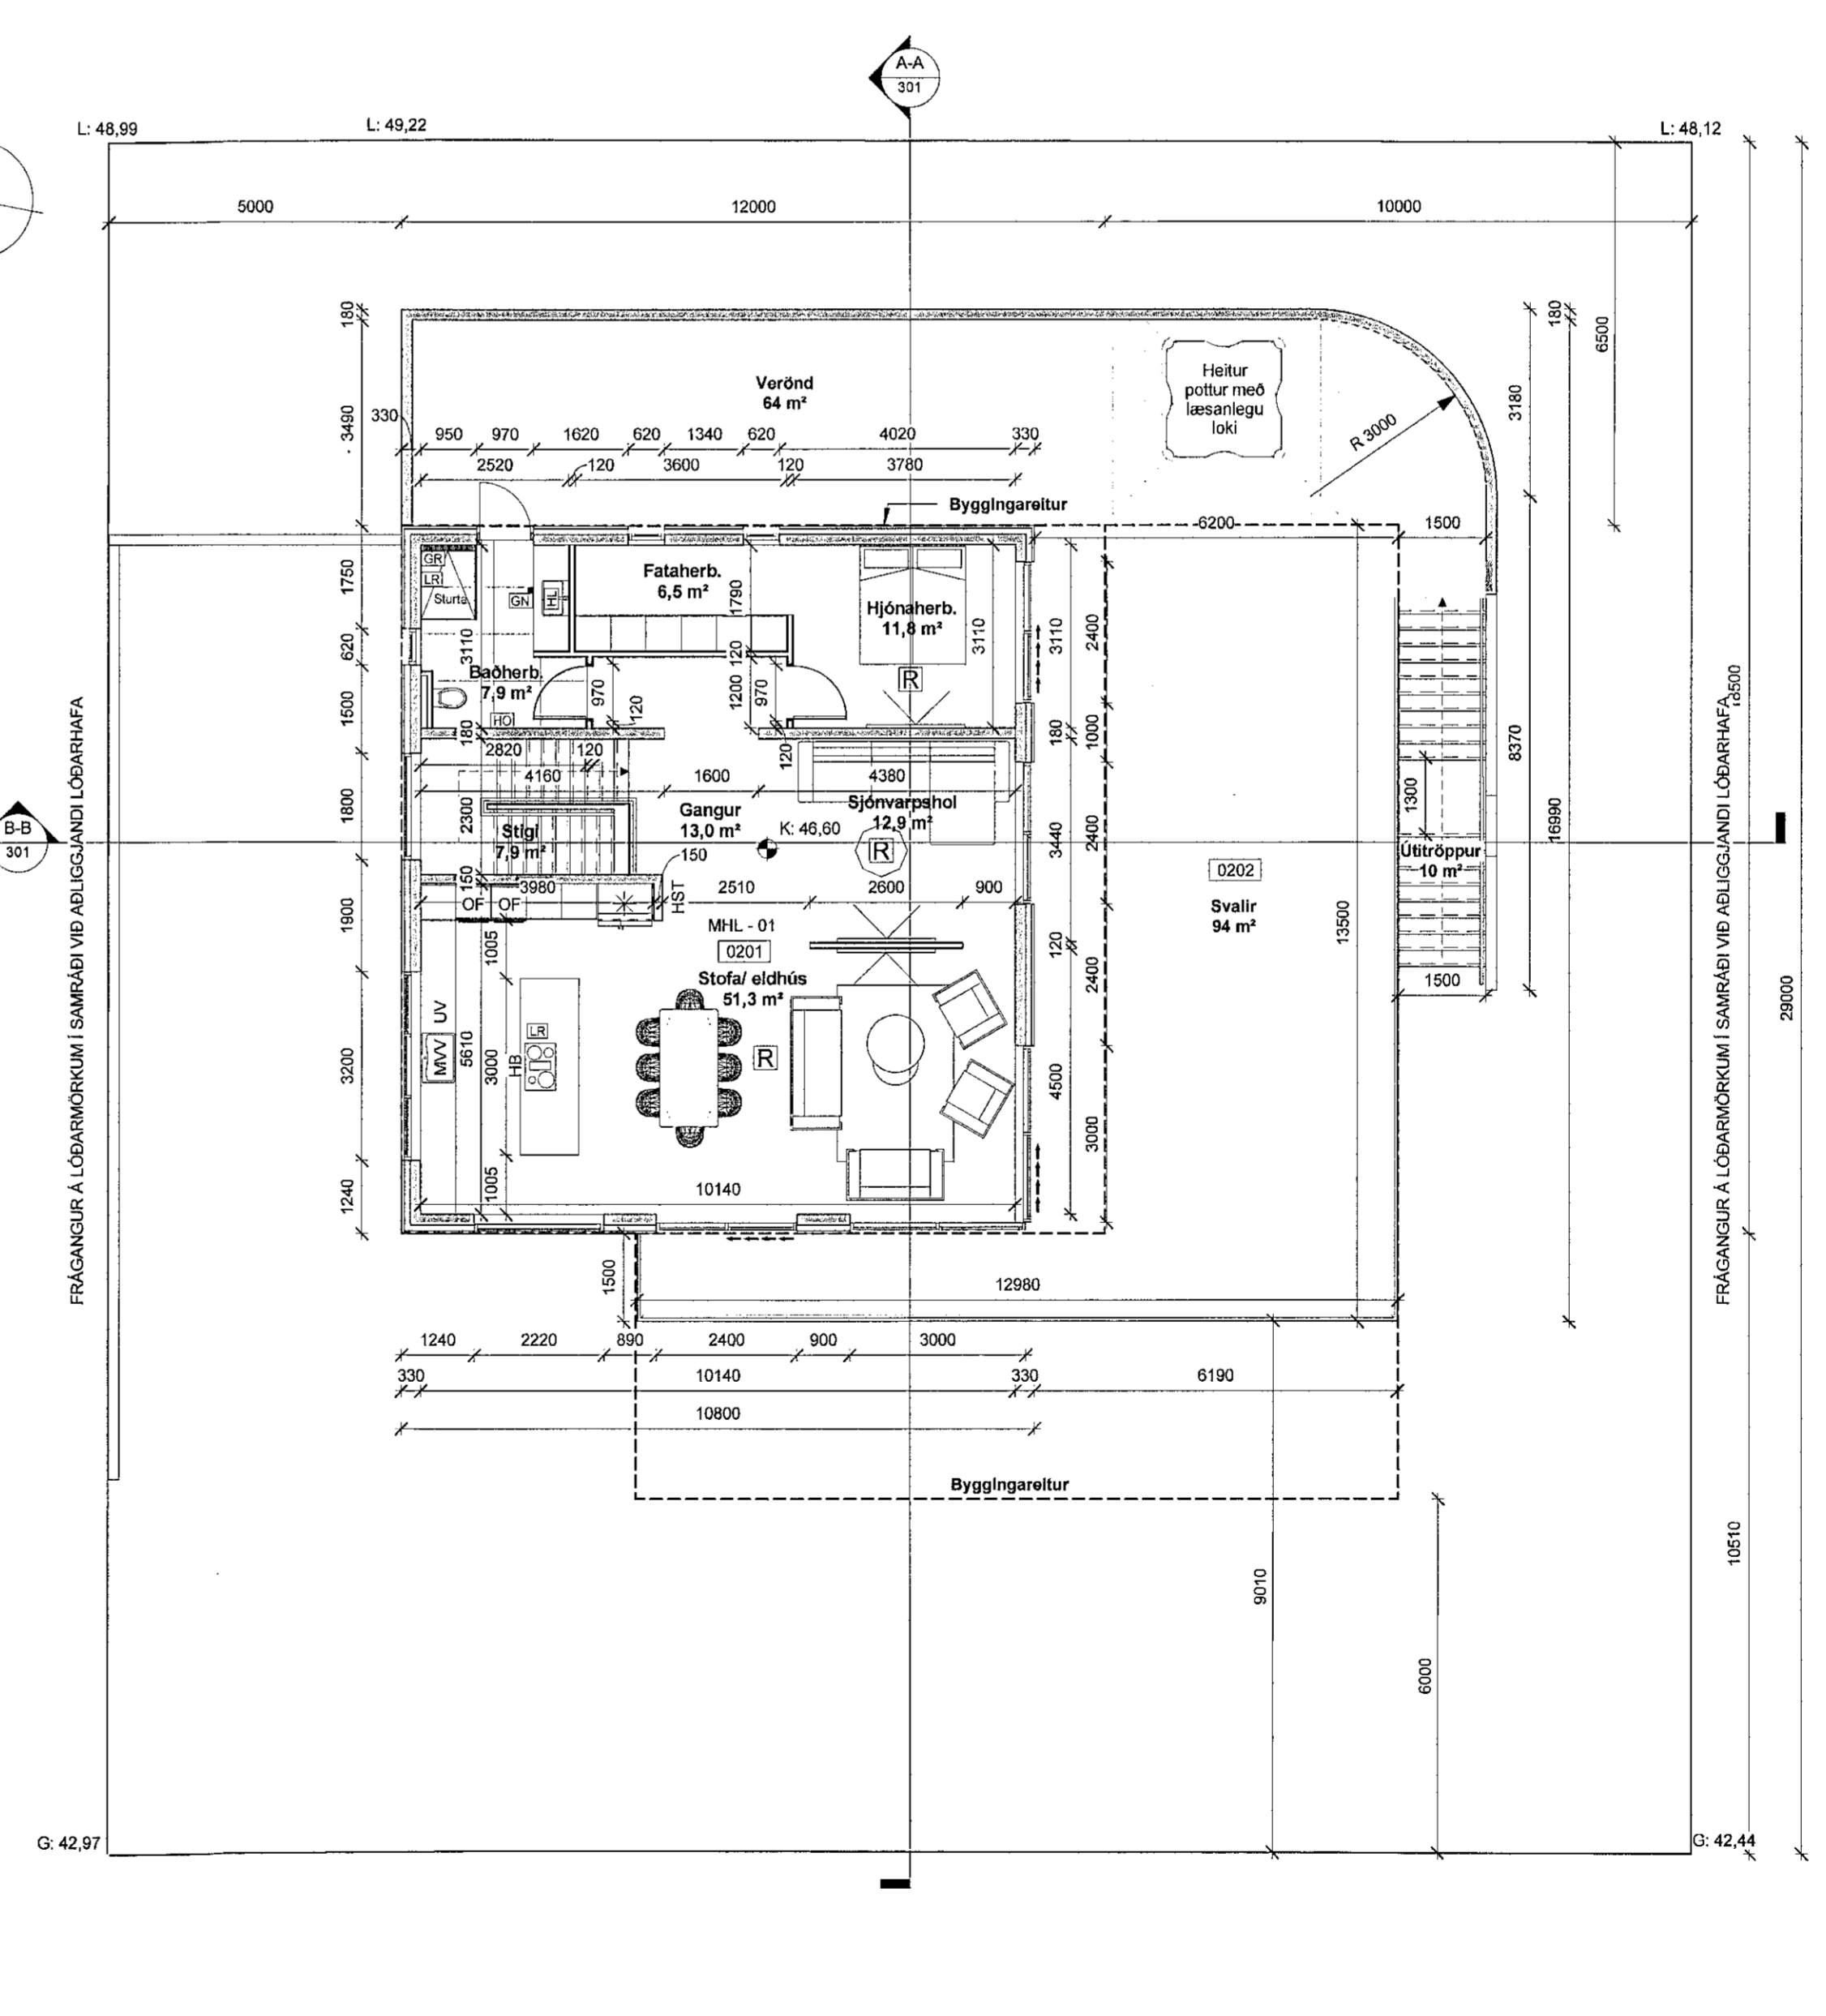 A-A
301
L: 48,99
L: 49,22
L: 48,12
5000
12000
10000
180
180
6500
3490
330
Verönd
64 m²
Heitur
pottur með
læsanlegu
loki
R 3000
3180
950
970
1620
620
1340
620
4020
330
2520
120
3600
120
3780
Byggingareitur
6200
1500
1750
GR
LR
Sturta
GN
HL
Fataherb.
6,5 m²
1790
Hjónaherb.
11,8 m²
3110
3110
2400
620
3110
Baðherb.
7,9 m²
970
120
120
1200
970
R
1500
HO
180
2820
120
120
180
1000
4160
1600
4380
1800
2300
Stigi
7,9 m²
Gangur
13,0 m²
K: 46,60
Sjónvarpshol
12,9 m²
R
3440
2400
B-B
301
150
150
3980
2510
2600
900
OF
OF
HST
1900
1005
MHL - 01
0201
Stofa/ eldhús
51,3 m²
120
2400
0202
Svalir
94 m²
13500
1300
Útitröppur
10 m²
1500
8370
16990
18500
29000
UV
MVV
5610
3000
HB
LR
R
3200
4500
3000
1240
1005
10140
1500
12980
1240
2220
890
2400
900
3000
330
10140
330
6190
10800
Byggingareitur
9010
6000
10510
FRÁGANGUR Á LÓÐARMÖRKUM Í SAMRÁÐI VIÐ AÐLIGGJANDI LÓÐARHAFA
FRÁGANGUR Á LÓÐARMÖRKUM Í SAMRÁÐI VIÐ AÐLIGGJANDI LÓÐARHAFA
G: 42,97
G: 42,44